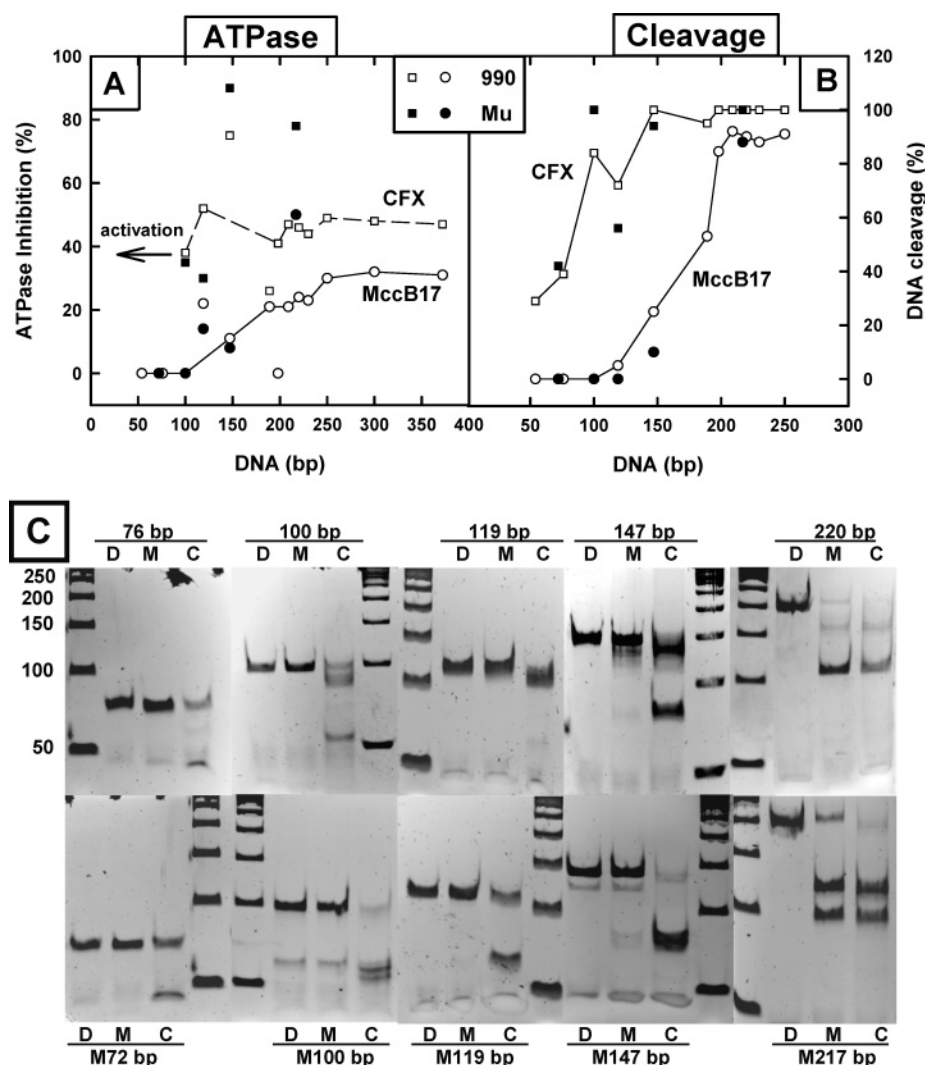 ATPase Cleavage
A B
990
Mu
ATPase Inhibition (%)
100
80
60
40
20
0
activation
CFX
MccB17
0 50 100 150 200 250 300 350 400
DNA (bp)
CFX
MccB17
120
100
80
60
40
20
0
DNA cleavage (%)
0 50 100 150 200 250 300
DNA (bp)
C
76 bp 100 bp 119 bp 147 bp 220 bp
D M C D M C D M C D M C D M C
250
200
150
100
50
D M C D M C D M C D M C D M C
M72 bp M100 bp M119 bp M147 bp M217 bp